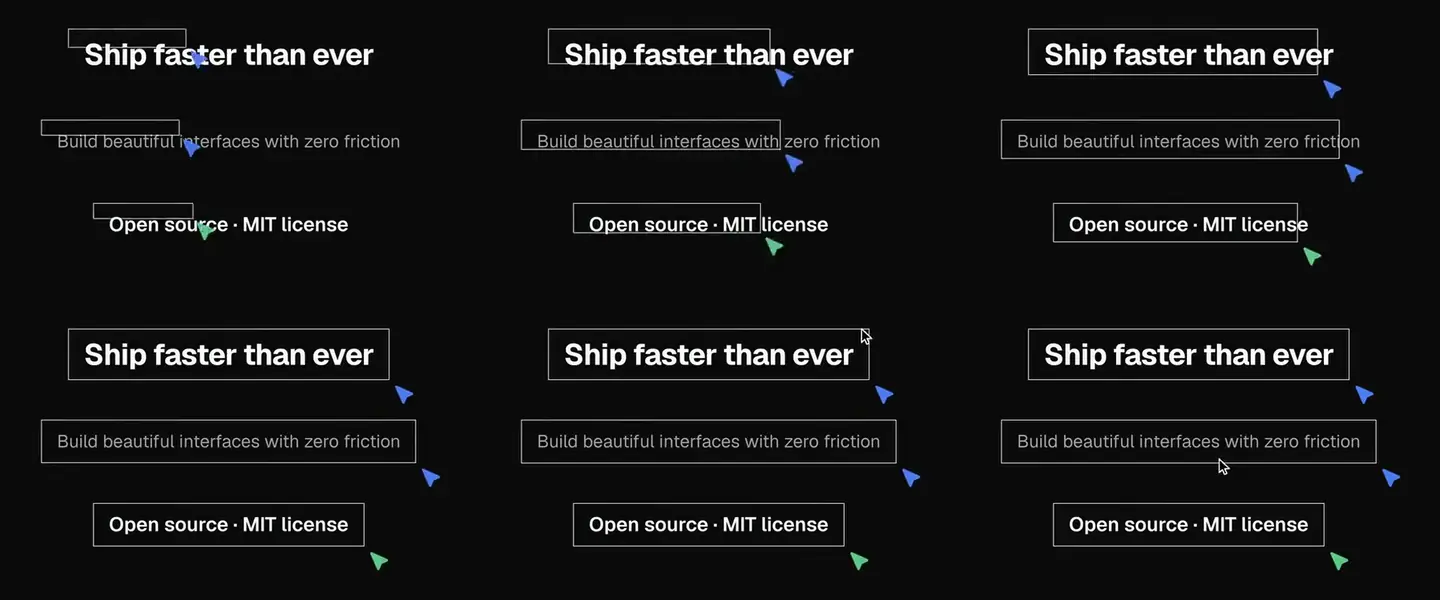 Ship faster than ever
Build beautiful interfaces with zero friction
Open source · MIT license
Ship faster than ever
Build beautiful interfaces with zero friction
Open source · MIT license
Ship faster than ever
Build beautiful interfaces with zero friction
Open source · MIT license
Ship faster than ever
Build beautiful interfaces with zero friction
Open source · MIT license
Ship faster than ever
Build beautiful interfaces with zero friction
Open source · MIT license
Ship faster than ever
Build beautiful interfaces with zero friction
Open source · MIT license